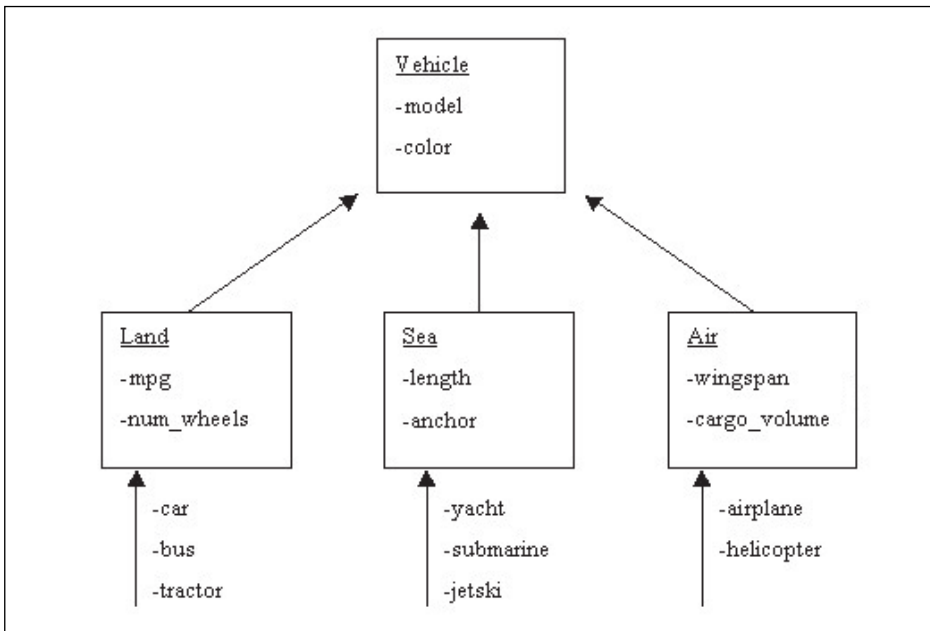 Vehicle
-model
-color
Land
-mpg
-num_wheels
Sea
-length
-anchor
Air
-wingspan
-cargo_volume
-car
-bus
-tractor
-yacht
-submarine
-jetski
-airplane
-helicopter